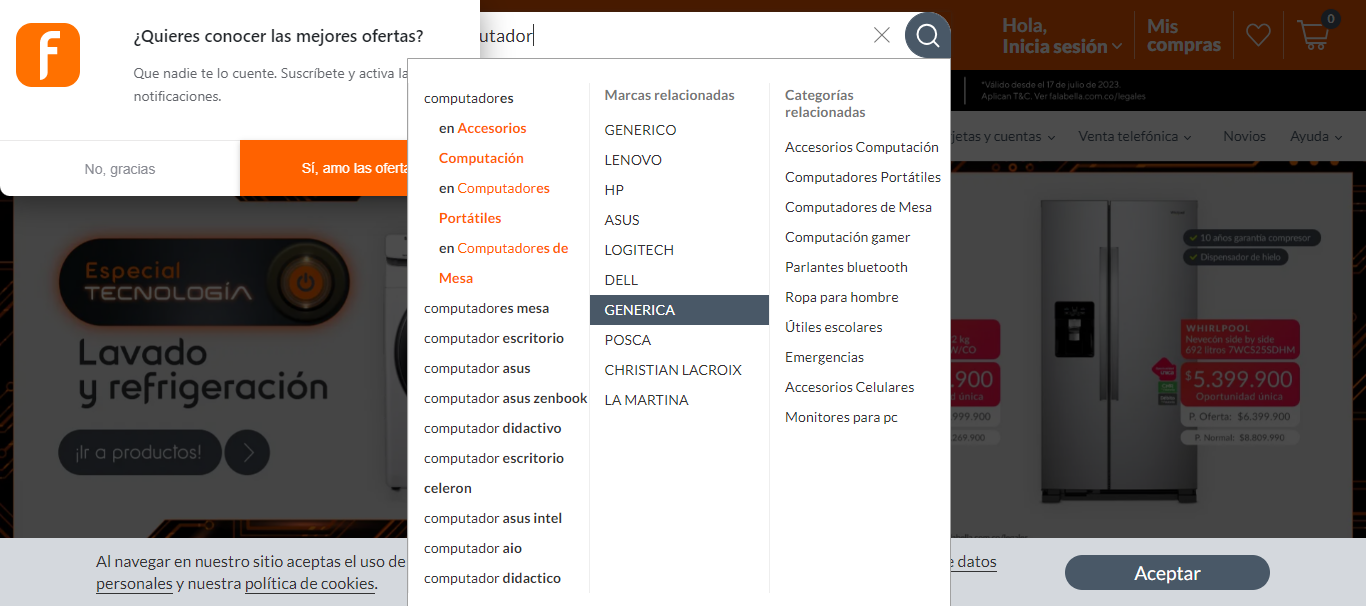 ¿Quieres conocer las mejores ofertas?
Que nadie te lo cuente. Suscríbete y activa la
notificaciones.
No, gracias
Sí, amo las oferta
utador
Hola,
Inicia sesión
Mis
compras
0
*Válido desde el 17 de julio de 2023.
Aplican T&C. Ver falabella.com.co/legales
jetas y cuentas
Venta telefónica
Novios
Ayuda
computadores
en Accesorios
Computación
en Computadores
Portátiles
en Computadores de
Mesa
computadores mesa
computador escritorio
computador asus
computador asus zenbook
computador didactivo
computador escritorio
celeron
computador asus intel
computador aio
computador didactico
Marcas relacionadas
GENERICO
LENOVO
HP
ASUS
LOGITECH
DELL
GENERICA
POSCA
CHRISTIAN LACROIX
LA MARTINA
Categorías
relacionadas
Accesorios Computación
Computadores Portátiles
Computadores de Mesa
Computación gamer
Parlantes bluetooth
Ropa para hombre
Útiles escolares
Emergencias
Accesorios Celulares
Monitores para pc
Especial
TECNOLOGÍA
Lavado
y refrigeración
¡Ir a productos!
2 kg
W/CO
.900
999.900
269.900
10 años garantía compresor
Dispensador de hielo
WHIRLPOOL
Nevecón side by side
692 litros 7WCS25SDHM
$5.399.900
Oportunidad única
P. Oferta: $6.399.900
P. Normal: $8.809.990
Al navegar en nuestro sitio aceptas el uso de
e datos
personales y nuestra política de cookies.
Aceptar